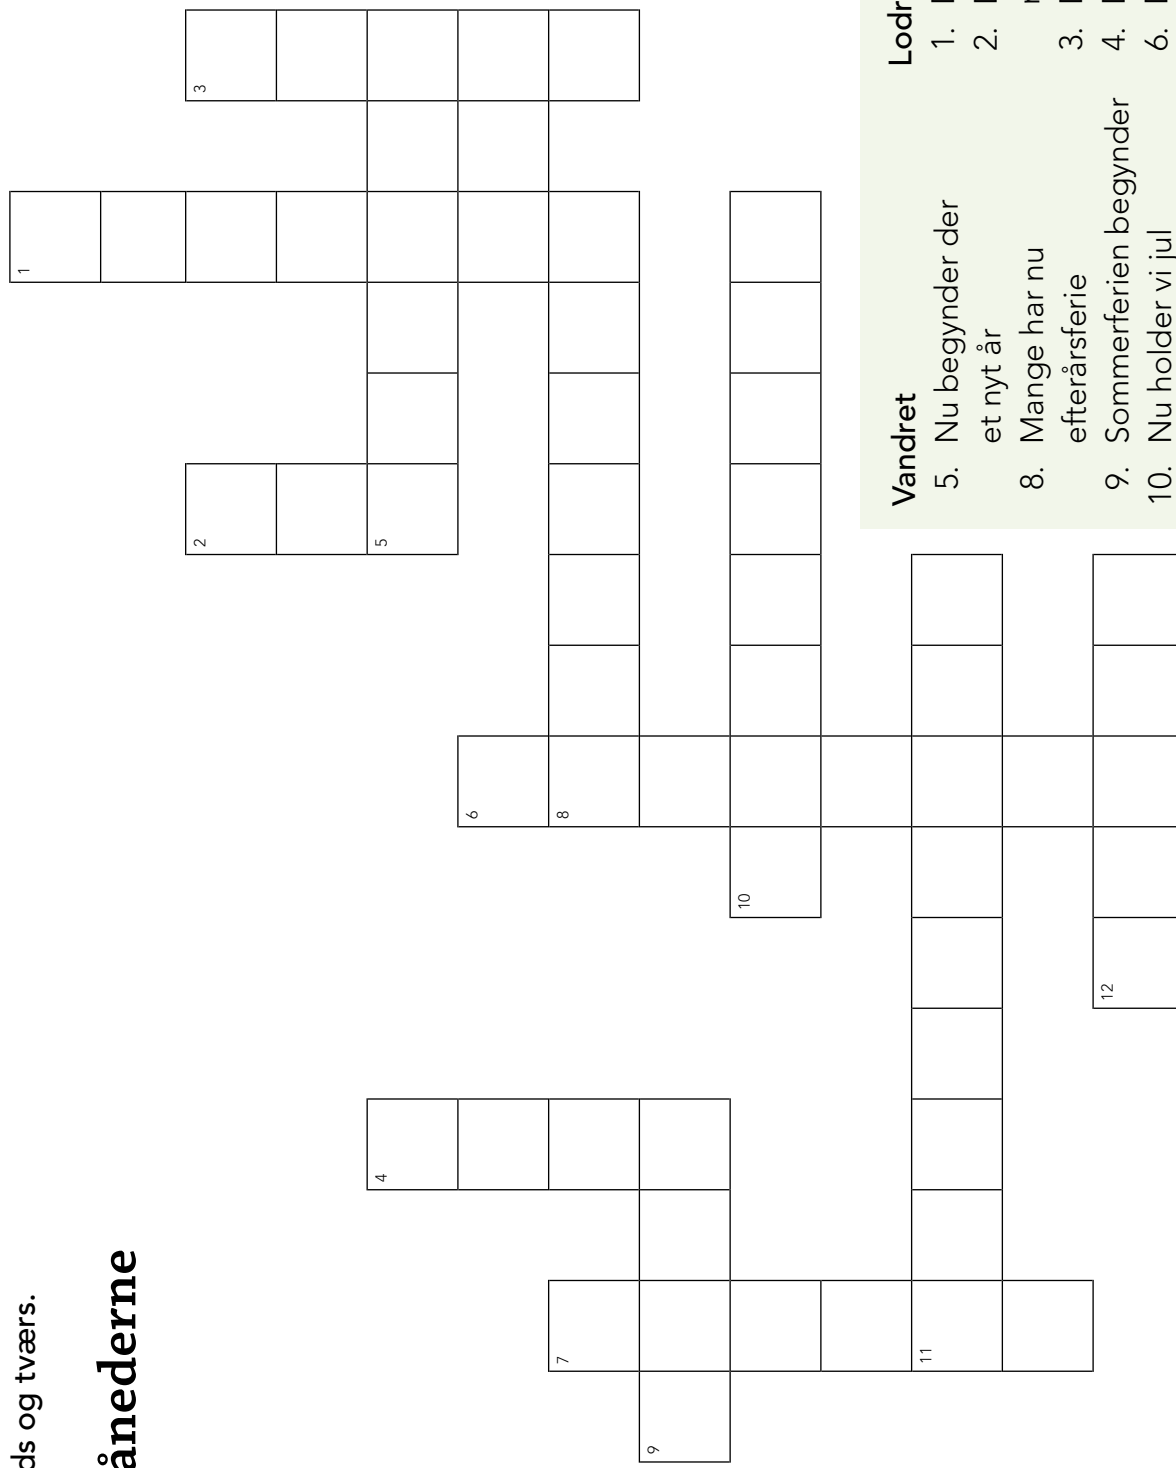 ds og tværs.
ånederne
1
2
3
4
5
6
7
8
9
10
11
12
Vandret
5. Nu begynder der
et nyt år
8. Mange har nu
efterårsferie
9. Sommerferien begynder
10. Nu holder vi jul
Lodr
1.
2.
3.
4.
6.